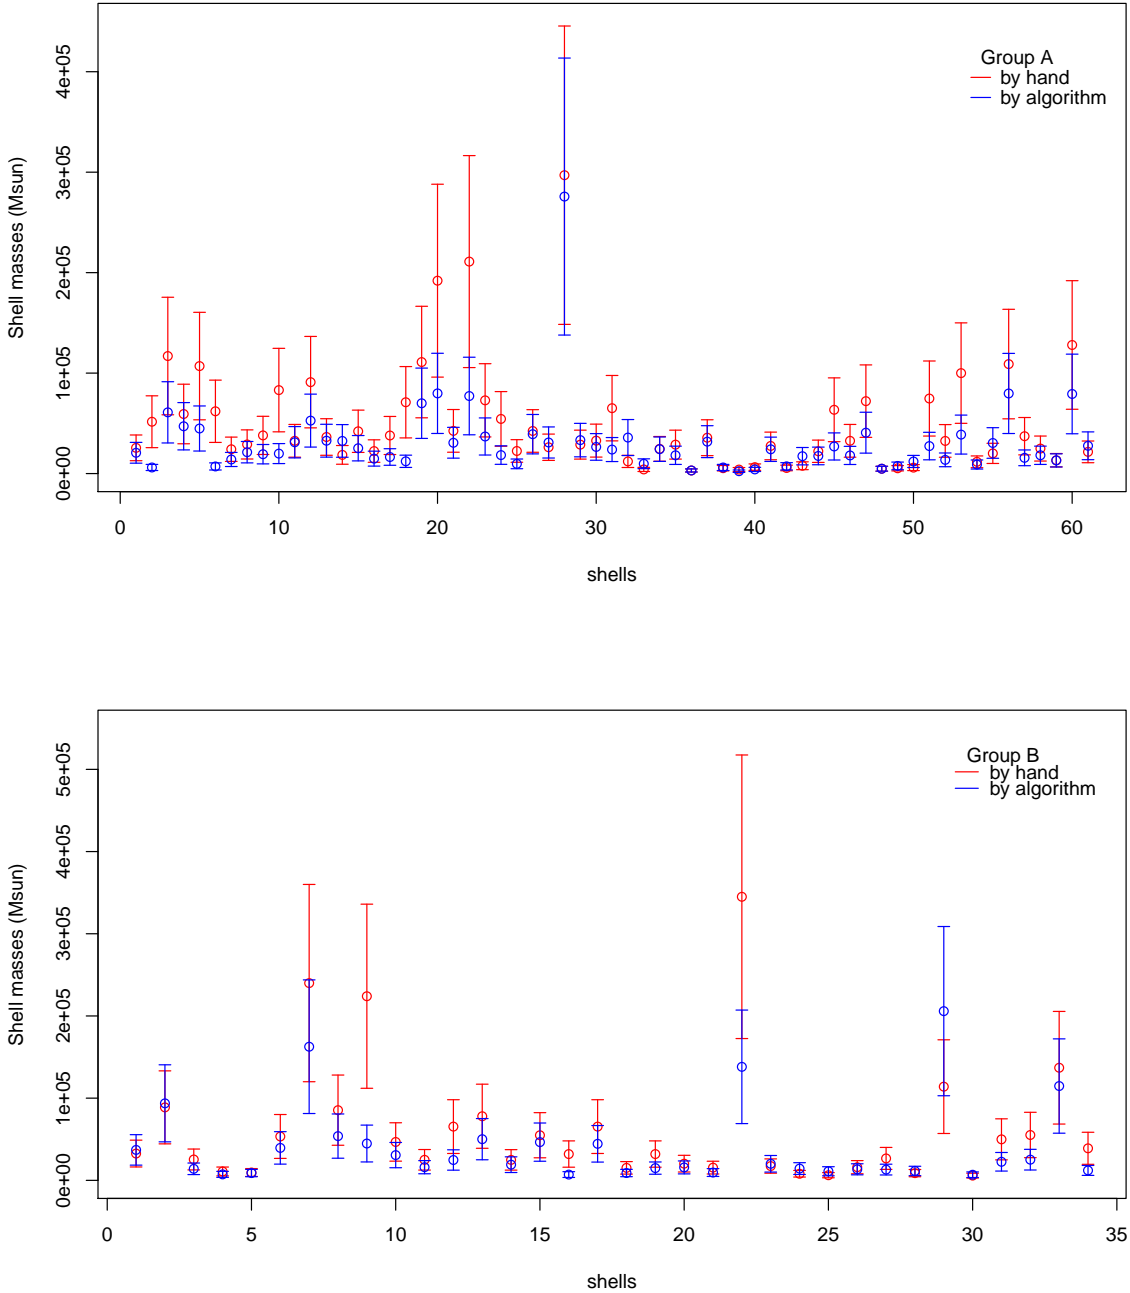 Group A
by hand
by algorithm
Shell masses (Msun)
0e+00
1e+05
2e+05
3e+05
4e+05
0 10 20 30 40 50 60
shells
Group B
by hand
by algorithm
Shell masses (Msun)
0e+00
1e+05
2e+05
3e+05
4e+05
5e+05
0 5 10 15 20 25 30 35
shells